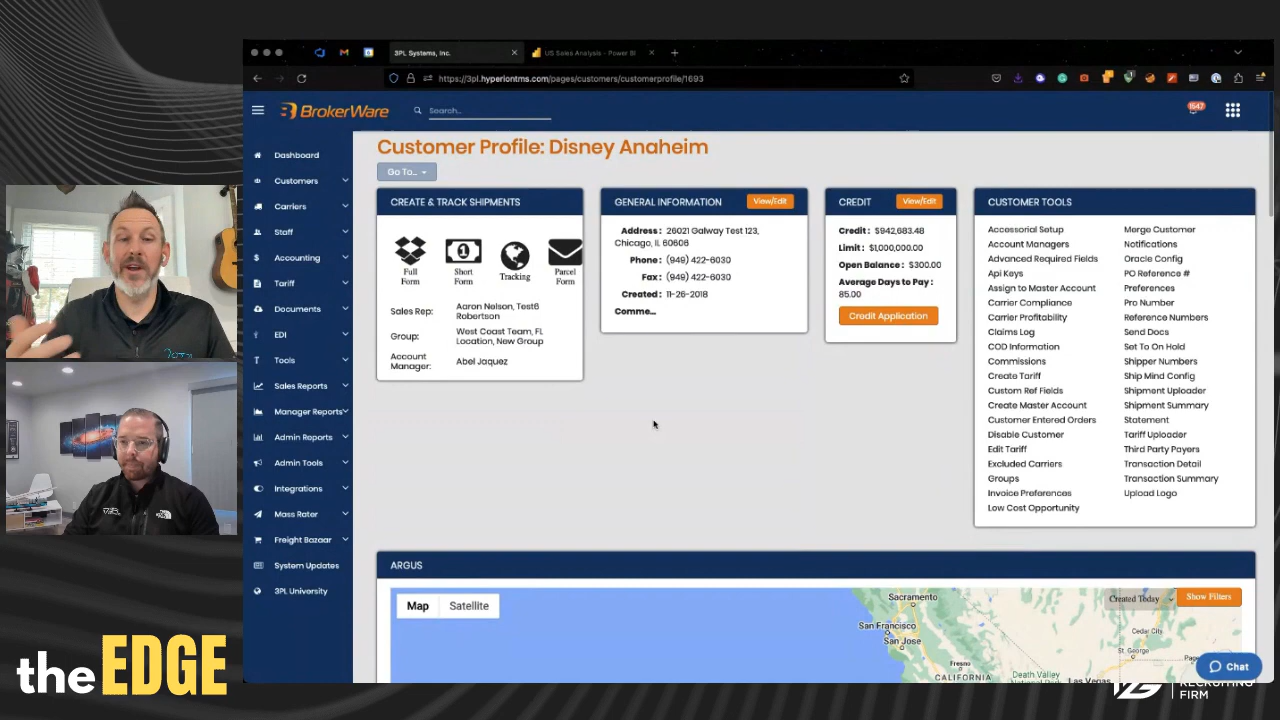 3PL Systems, Inc.
US Sales Analysis - Power BI
https://3pl.hyperiontms.com/pages/customers/customerprofile/1693
BrokerWare
Search...
1547
Dashboard
Customers
Carriers
Staff
Accounting
Tariff
Documents
EDI
Tools
Sales Reports
Manager Reports
Admin Reports
Admin Tools
Integrations
Mass Rater
Freight Bazaar
System Updates
3PL University
Customer Profile: Disney Anaheim
Go To...
CREATE & TRACK SHIPMENTS
Full Form
Short Form
Tracking
Parcel Form
Sales Rep: Aaron Nelson, Test6
Robertson
Group: West Coast Team, FL
Location, New Group
Account Manager: Abel Jaquez
GENERAL INFORMATION View/Edit
Address : 26021 Galway Test 123,
Chicago, IL 60606
Phone : (949) 422-6030
Fax : (949) 422-6030
Created : 11-26-2018
Comme...
CREDIT View/Edit
Credit : $942,683.48
Limit : $1,000,000.00
Open Balance : $300.00
Average Days to Pay :
85.00
Credit Application
CUSTOMER TOOLS
Accessorial Setup
Account Managers
Advanced Required Fields
Api Keys
Assign to Master Account
Carrier Compliance
Carrier Profitability
Claims Log
COD Information
Commissions
Create Tariff
Custom Ref Fields
Create Master Account
Customer Entered Orders
Disable Customer
Edit Tariff
Excluded Carriers
Groups
Invoice Preferences
Low Cost Opportunity
Merge Customer
Notifications
Oracle Config
PO Reference #
Preferences
Pro Number
Reference Numbers
Send Docs
Set To On Hold
Shipper Numbers
Ship Mind Config
Shipment Uploader
Shipment Summary
Statement
Tariff Uploader
Third Party Payers
Transaction Detail
Transaction Summary
Upload Logo
ARGUS
Map
Satellite
Created Today
Show Filters
Sacramento
San Francisco
San Jose
Fresno
CALIFORNIA
Death Valley
Las Vegas
Cedar City
St. George
Chat
the EDGE
RECRUITING
FIRM